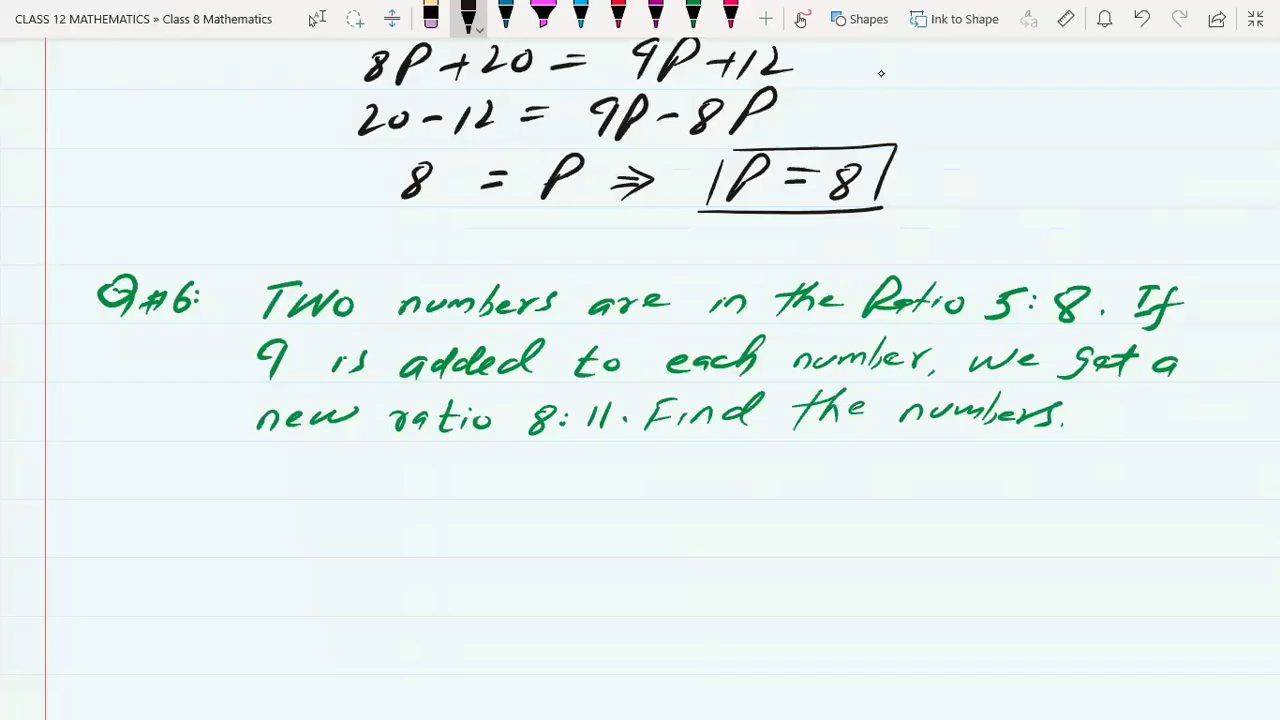 CLASS 12 MATHEMATICS » Class 8 Mathematics Shapes Ink to Shape
8P+20 = 9P+12
20-12 = 9P-8P
8 = P ⇒ P = 8
Q#6: Two numbers are in the Ratio 5:8. If
9 is added to each number, we get a
new ratio 8:11. Find the numbers.